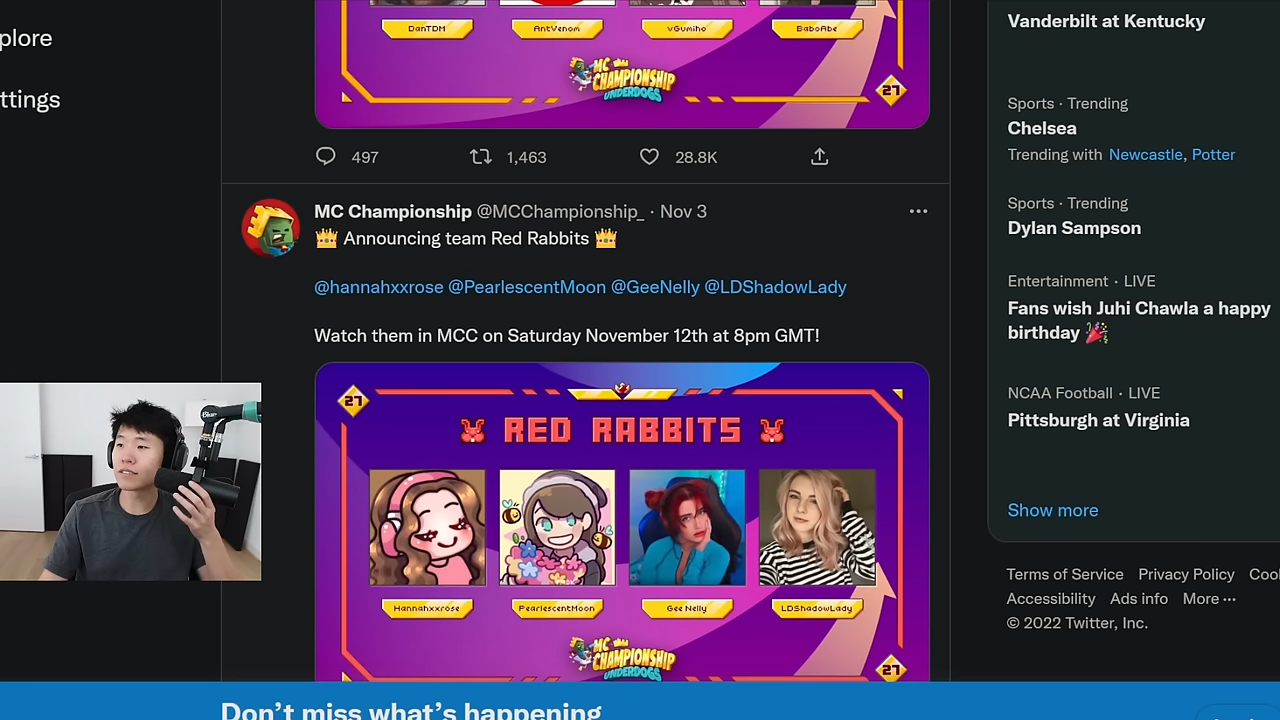 plore
ttings
DanTDM
AntVenom
vGumiho
BaboAbe
MC CHAMPIONSHIP
UNDERDOGS
27
497
1,463
28.8K
MC Championship @MCChampionship_ · Nov 3
👑 Announcing team Red Rabbits 👑
@hannahxxrose @PearlescentMoon @GeeNelly @LDShadowLady
Watch them in MCC on Saturday November 12th at 8pm GMT!
27
RED RABBITS
Hannahxxrose
PearlescentMoon
Gee Nelly
LDShadowLady
MC CHAMPIONSHIP
UNDERDOGS
27
Don't miss what's happening
Vanderbilt at Kentucky
Sports · Trending
Chelsea
Trending with Newcastle, Potter
Sports · Trending
Dylan Sampson
Entertainment · LIVE
Fans wish Juhi Chawla a happy
birthday 🎉
NCAA Football · LIVE
Pittsburgh at Virginia
Show more
Terms of Service Privacy Policy Coo
Accessibility Ads info More ···
© 2022 Twitter, Inc.
Blue